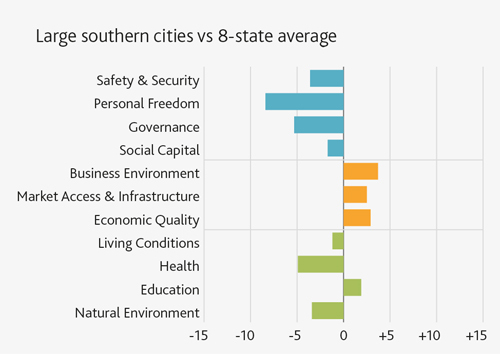 Large southern cities vs 8-state average
Safety & Security
Personal Freedom
Governance
Social Capital
Business Environment
Market Access & Infrastructure
Economic Quality
Living Conditions
Health
Education
Natural Environment
-15 -10 -5 0 +5 +10 +15